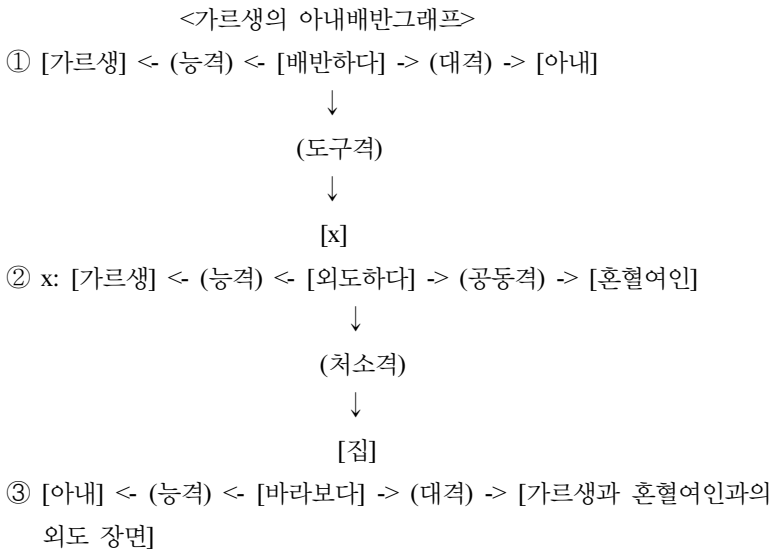 <가르생의 아내배반그래프>
① [가르생] <- (능격) <- [배반하다] -> (대격) -> [아내]
↓
(도구격)
↓
[x]
② x: [가르생] <- (능격) <- [외도하다] -> (공동격) -> [혼혈여인]
↓
(처소격)
↓
[집]
③ [아내] <- (능격) <- [바라보다] -> (대격) -> [가르생과 혼혈여인과의
외도 장면]